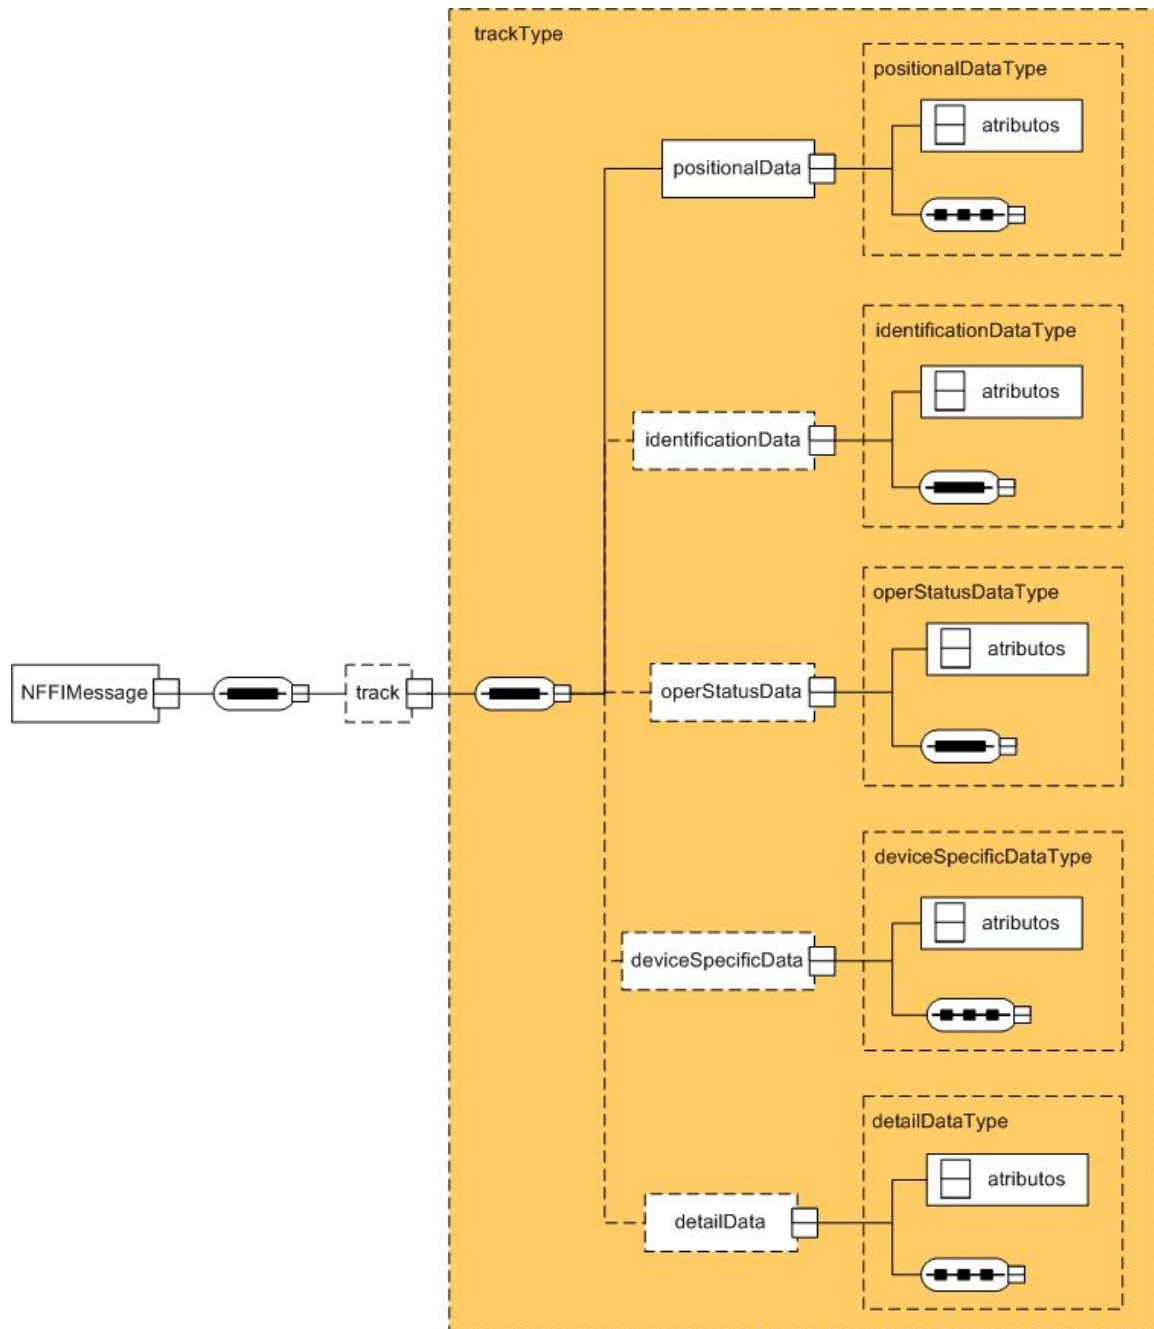 trackType
positionalDataType
atributos
positionalData
identificationDataType
atributos
identificationData
operStatusDataType
atributos
NFFIMessage
track
operStatusData
deviceSpecificDataType
atributos
deviceSpecificData
detailDataType
atributos
detailData